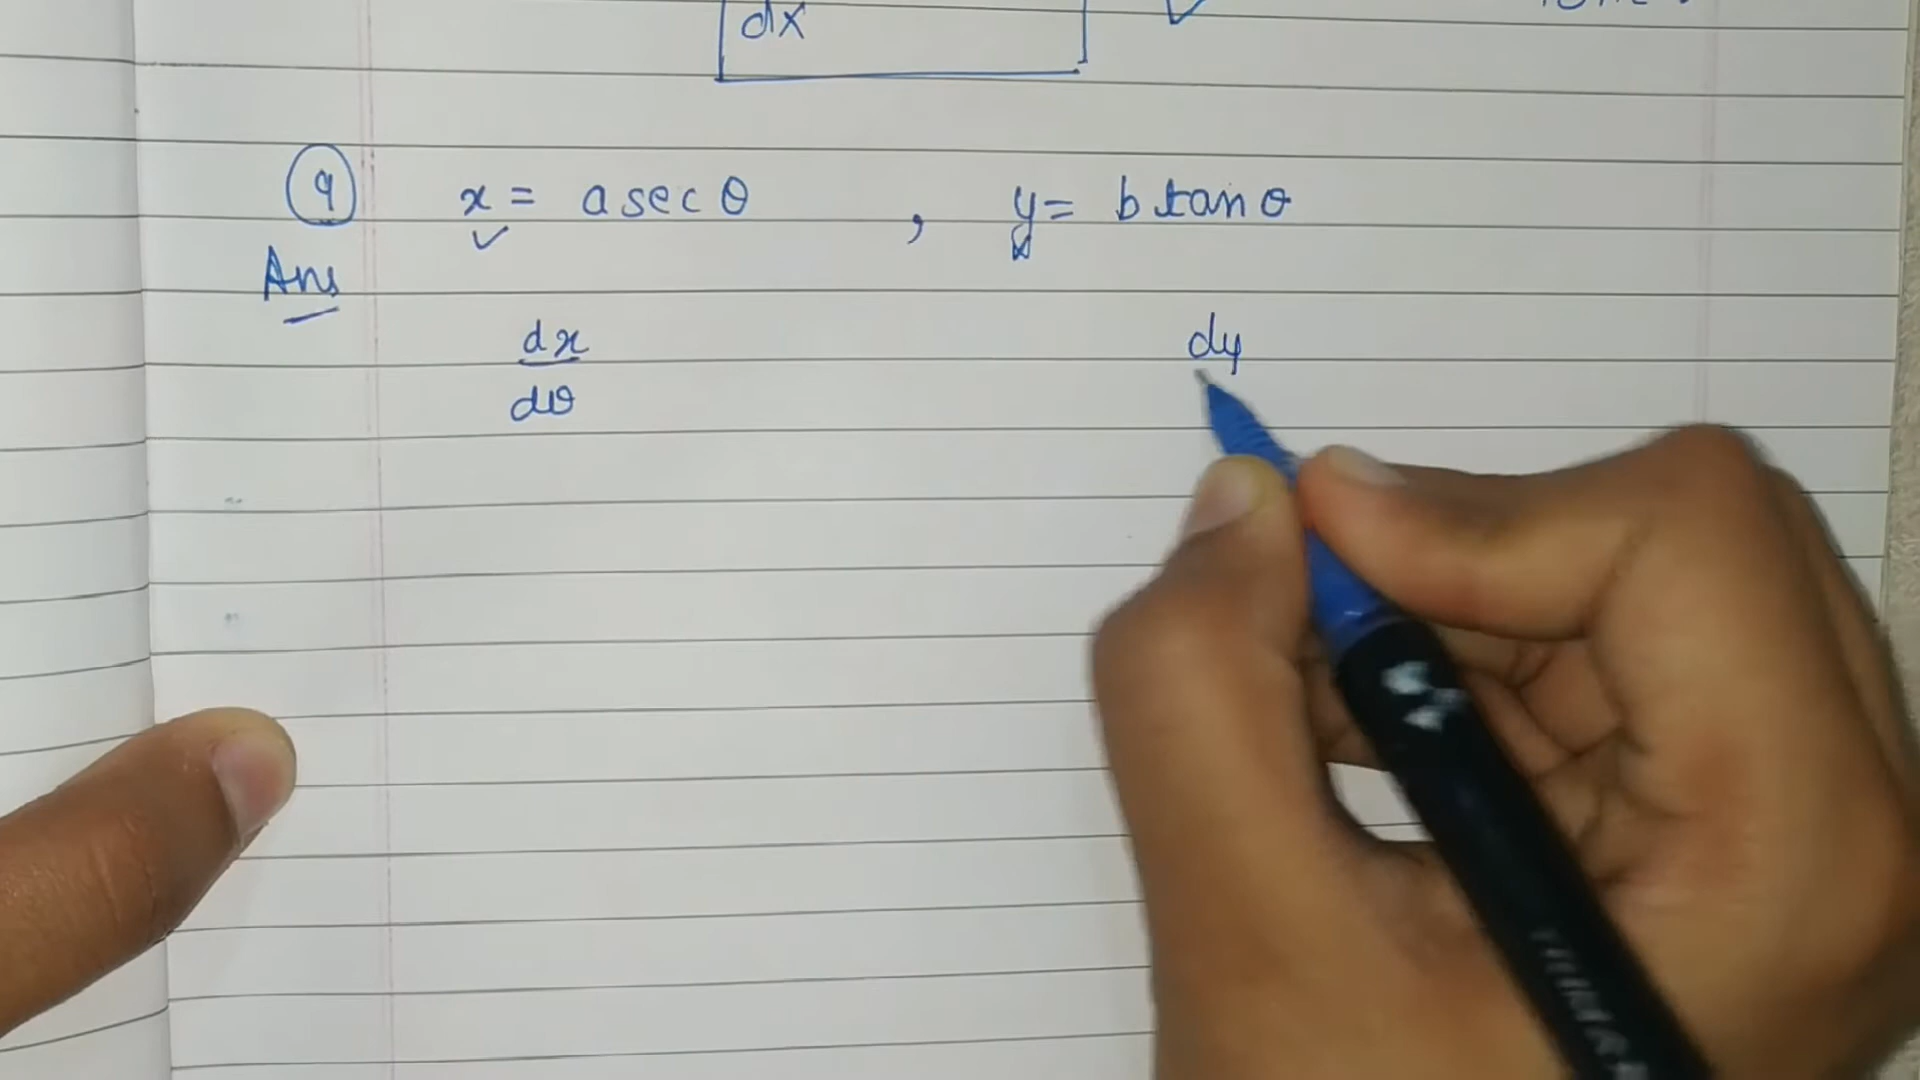 dx
9 x = a sec θ , y = b tan θ
Ans
dx dy
dθ